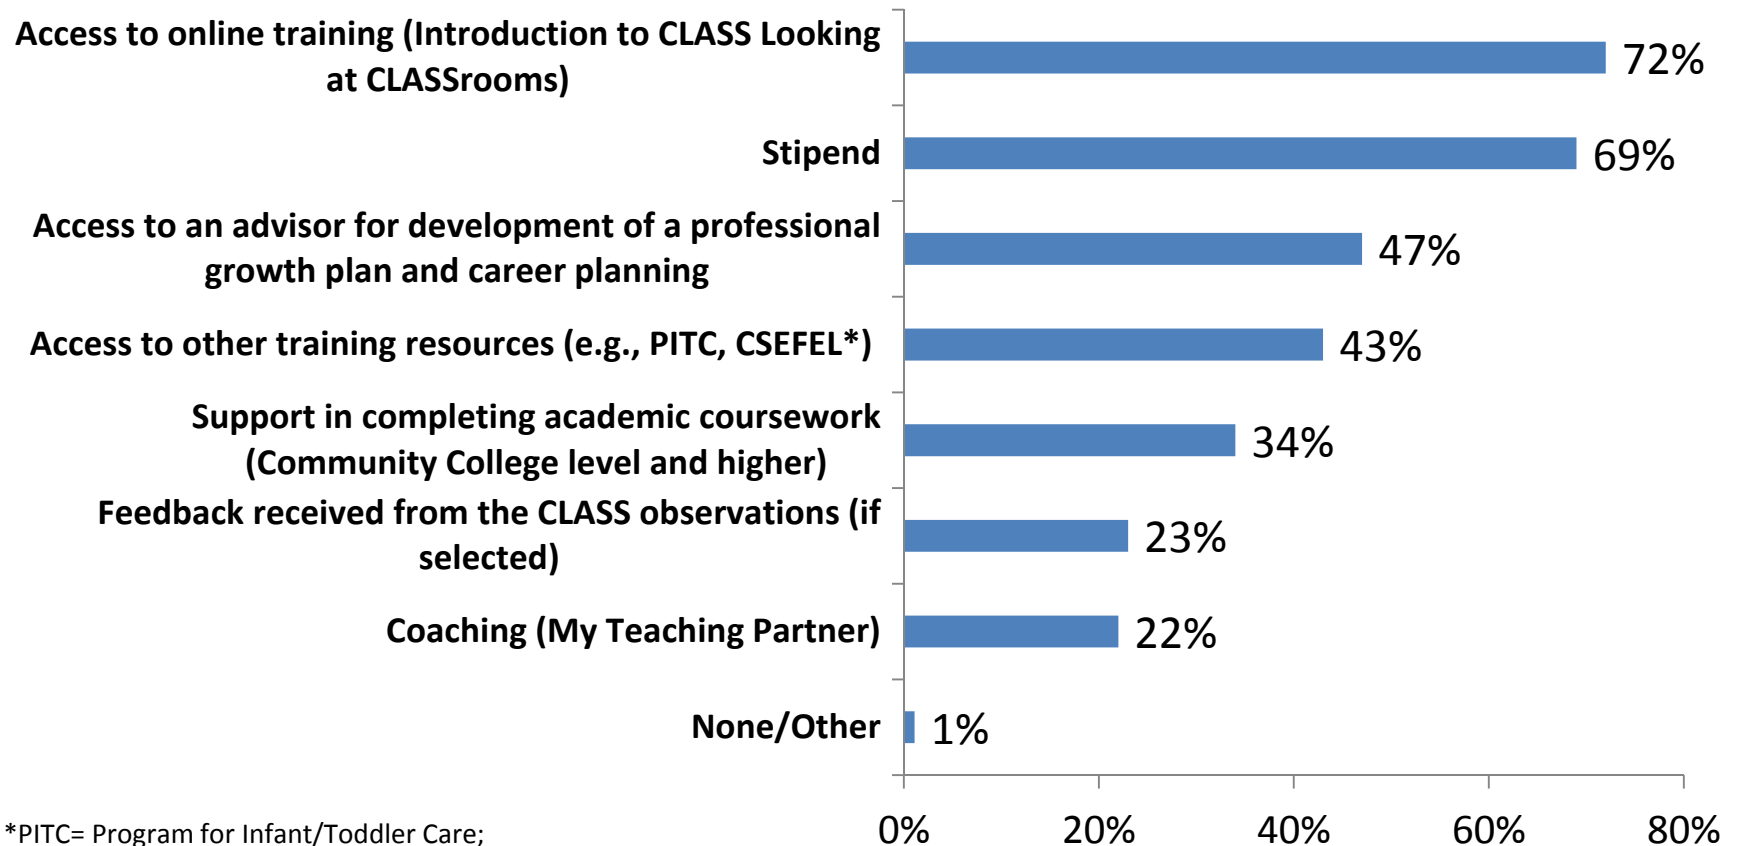 Access to online training (Introduction to CLASS Looking
at CLASSrooms)
72%
Stipend
69%
Access to an advisor for development of a professional
growth plan and career planning
47%
Access to other training resources (e.g., PITC, CSEFEL*)
43%
Support in completing academic coursework
(Community College level and higher)
34%
Feedback received from the CLASS observations (if
selected)
23%
Coaching (My Teaching Partner)
22%
None/Other
1%
0% 20% 40% 60% 80%
*PITC= Program for Infant/Toddler Care;